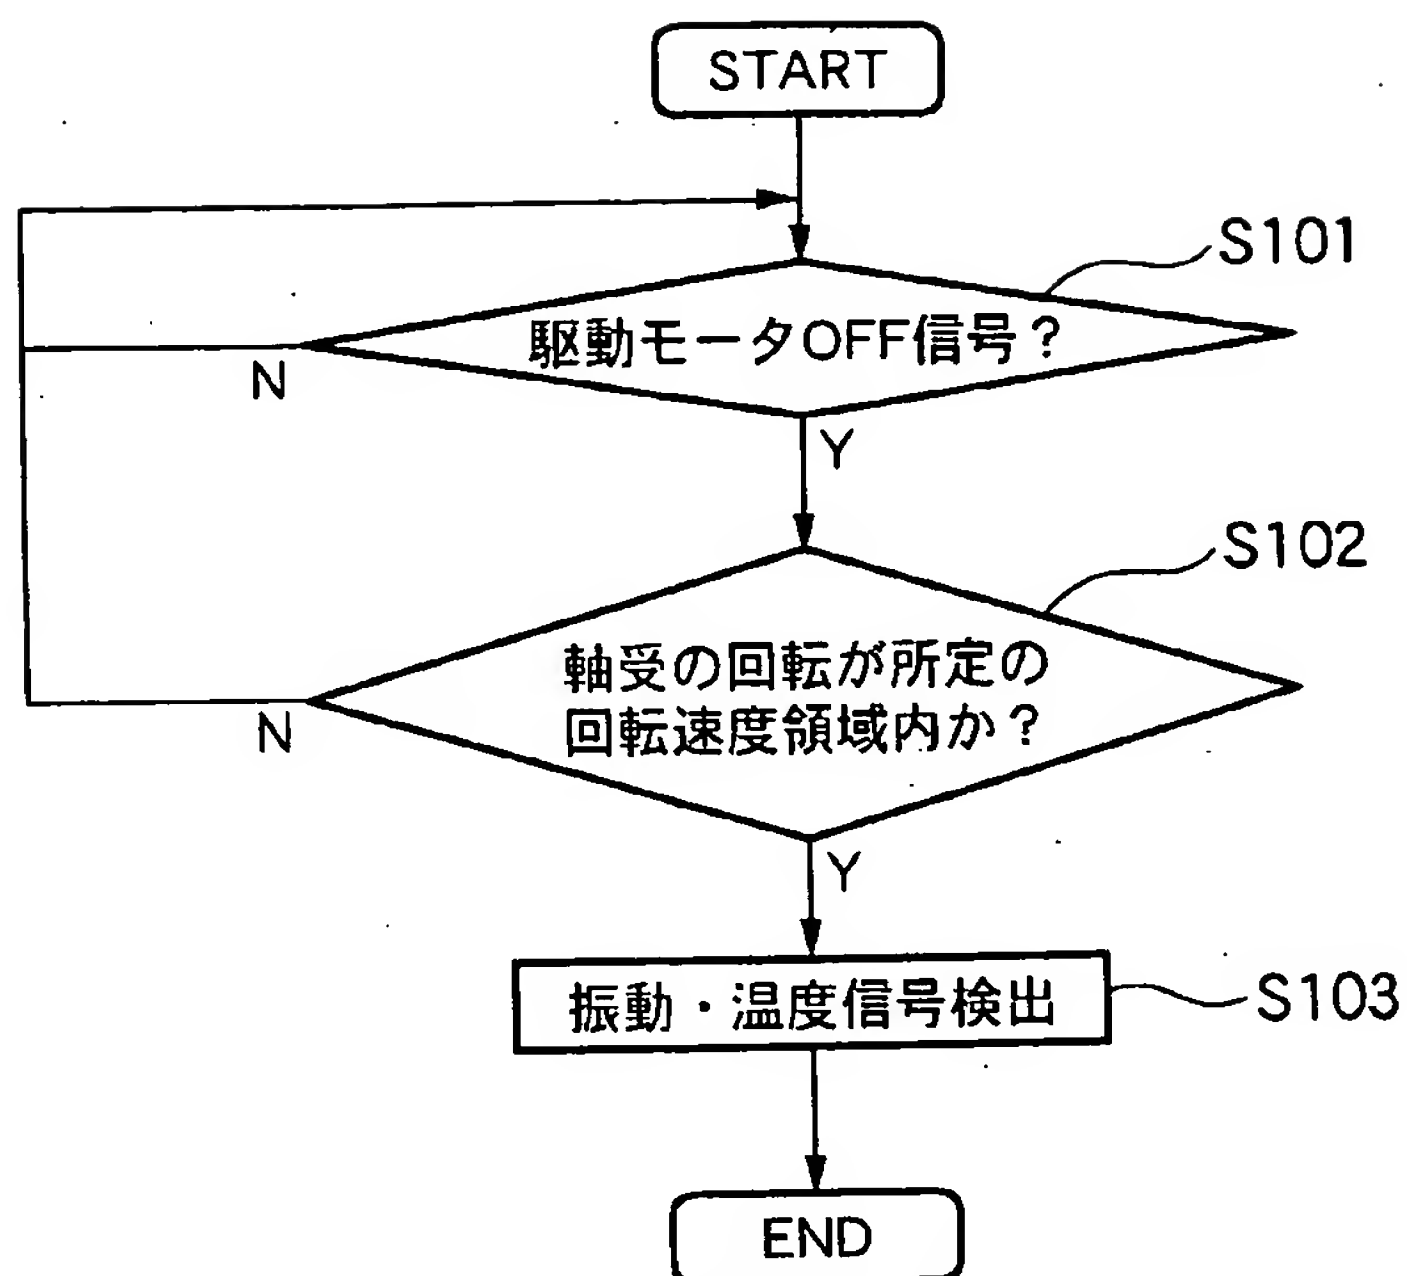 START
S101
駆動モータOFF信号？
N
Y
S102
軸受の回転が所定の
回転速度領域内か？
N
Y
振動・温度信号検出
S103
END